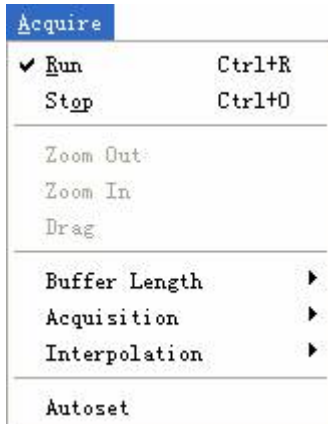 Acquire
Run Ctrl+R
Stop Ctrl+O
Zoom Out
Zoom In
Drag
Buffer Length
Acquisition
Interpolation
Autoset